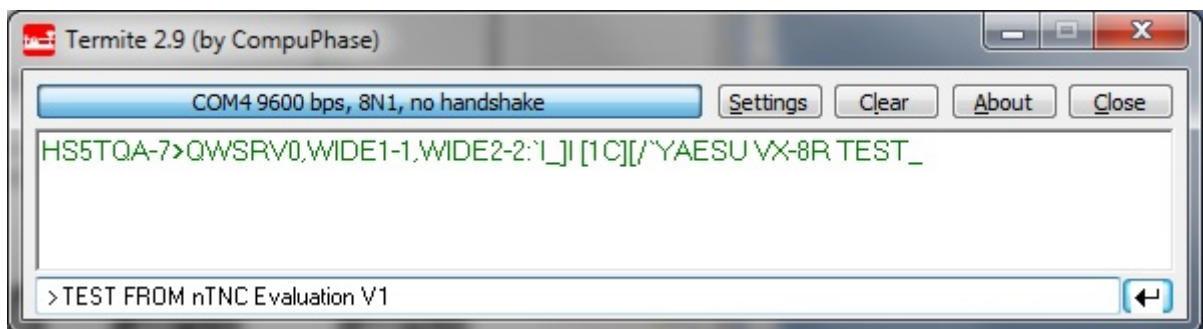 Termite 2.9 (by CompuPhase)
COM4 9600 bps, 8N1, no handshake Settings Clear About Close
HS5TQA-7>QWSRV0,WIDE1-1,WIDE2-2:`I_]I [1C][/`YAESU VX-8R TEST_
>TEST FROM nTNC Evaluation V1